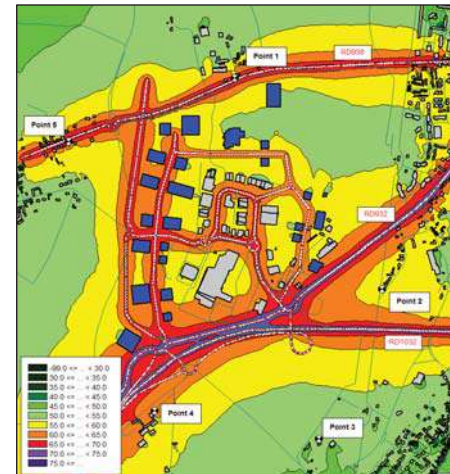 Point 1
Point 5
RD932
Point 2
RD1032
Point 4
Point 3
-99.0 <= ... < 30.0
30.0 <= ... < 35.0
35.0 <= ... < 40.0
40.0 <= ... < 45.0
45.0 <= ... < 50.0
50.0 <= ... < 55.0
55.0 <= ... < 60.0
60.0 <= ... < 65.0
65.0 <= ... < 70.0
70.0 <= ... < 75.0
75.0 <= ...